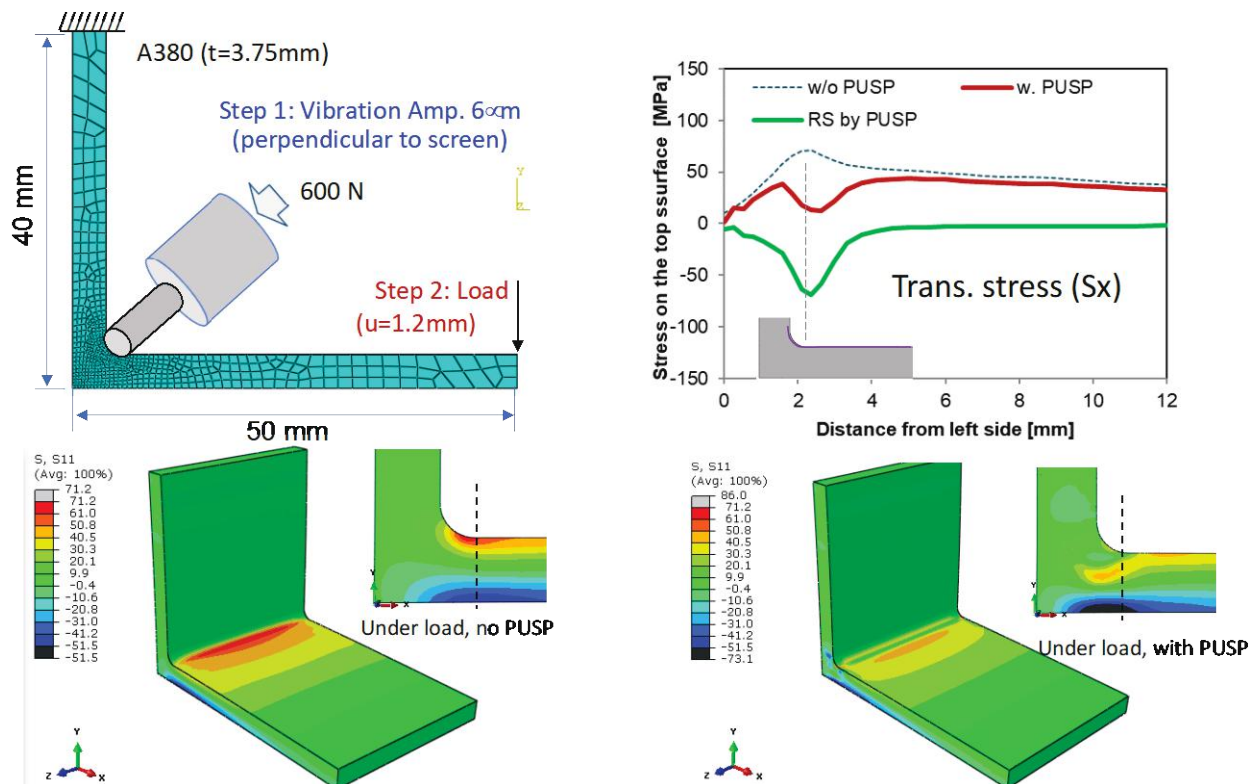 A380 (t=3.75mm)
Step 1: Vibration Amp. 6∝m
(perpendicular to screen)
600 N
Y
Z
40 mm
Step 2: Load
(u=1.2mm)
50 mm
150
100
50
0
-50
-100
-150
Stress on the top ssurface [MPa]
w/o PUSP
w. PUSP
RS by PUSP
Trans. stress (Sx)
0
2
4
6
8
10
12
Distance from left side [mm]
S, S11
(Avg: 100%)
71.2
71.2
61.0
50.8
40.5
30.3
20.1
9.9
-0.4
-10.6
-20.8
-31.0
-41.2
-51.5
-51.5
Y
X
Under load, no PUSP
Y
Z
X
S, S11
(Avg: 100%)
86.0
71.2
61.0
50.8
40.5
30.3
20.1
9.9
-0.4
-10.6
-20.8
-31.0
-41.2
-51.5
-73.1
Y
X
Under load, with PUSP
Y
Z
X